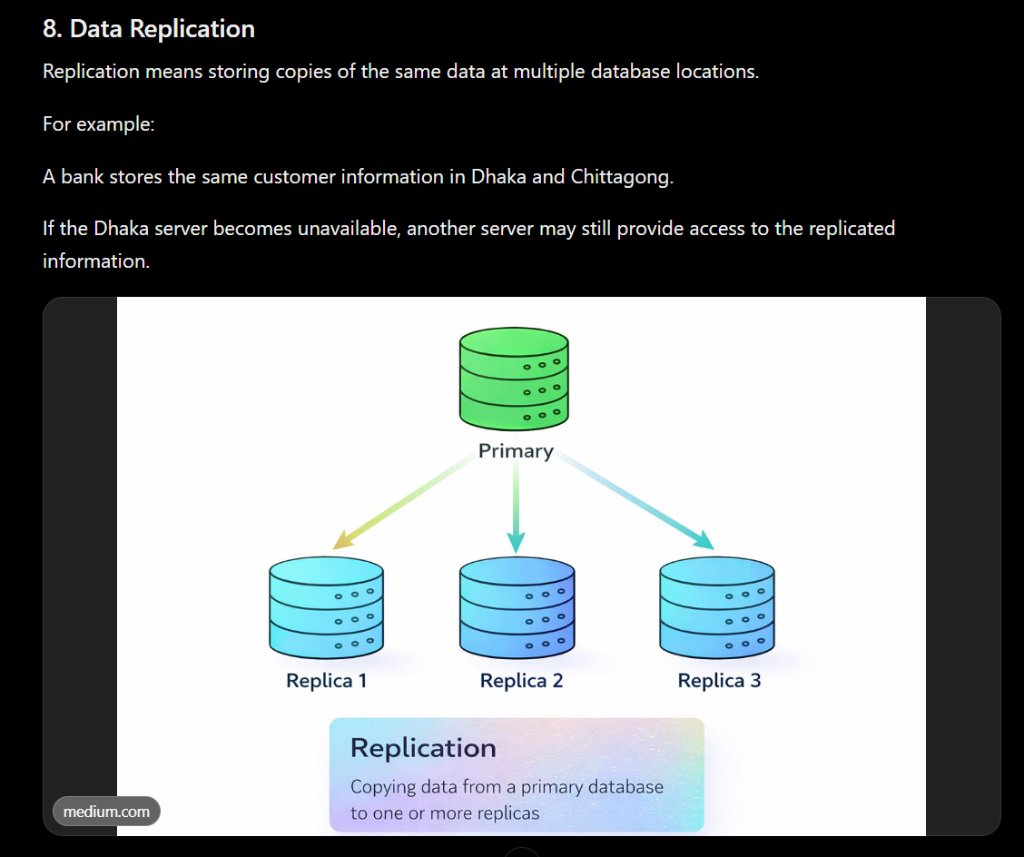 8. Data Replication
Replication means storing copies of the same data at multiple database locations.
For example:
A bank stores the same customer information in Dhaka and Chittagong.
If the Dhaka server becomes unavailable, another server may still provide access to the replicated
information.
Primary
Replica 1
Replica 2
Replica 3
Replication
Copying data from a primary database
to one or more replicas
medium.com